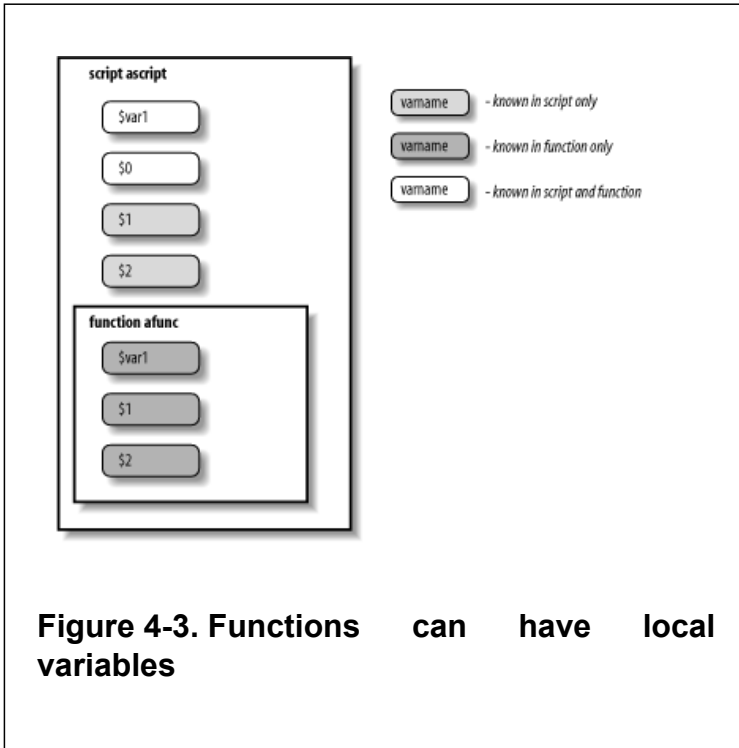 script ascript
$var1
$0
$1
$2
function afunc
$var1
$1
$2
varname - known in script only
varname - known in function only
varname - known in script and function
Figure 4-3. Functions can have local
variables